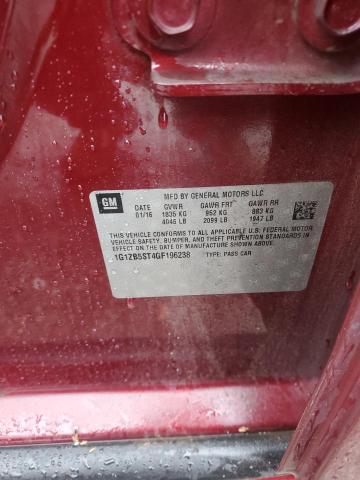 GM
MFD BY GENERAL MOTORS LLC
DATE GVWR GAWR FRT GAWR RR
01/16 1835 KG 952 KG 883 KG
4046 LB 2099 LB 1947 LB
THIS VEHICLE CONFORMS TO ALL APPLICABLE U.S. FEDERAL MOTOR
VEHICLE SAFETY, BUMPER, AND THEFT PREVENTION STANDARDS IN
EFFECT ON THE DATE OF MANUFACTURE SHOWN ABOVE.
1G1ZB5ST4GF196238 TYPE: PASS CAR